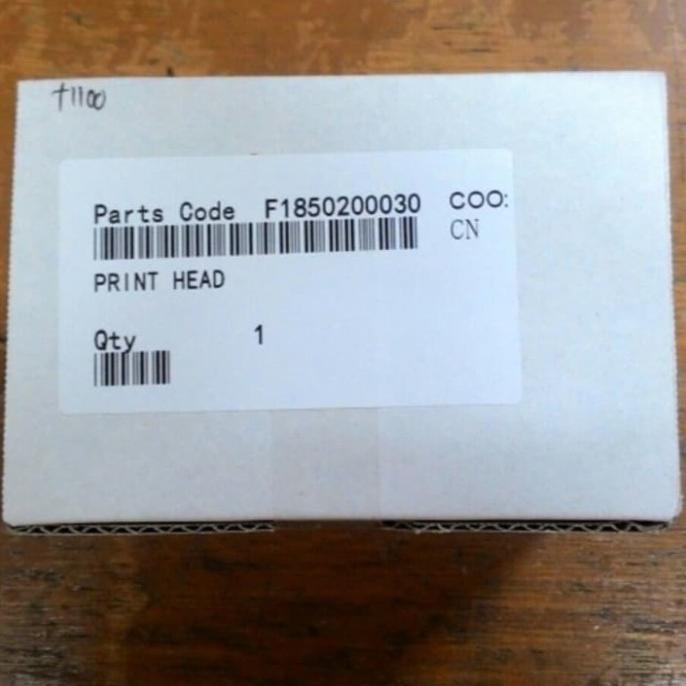 T1100
Parts Code F1850200030 COO:
CN
PRINT HEAD
Qty 1